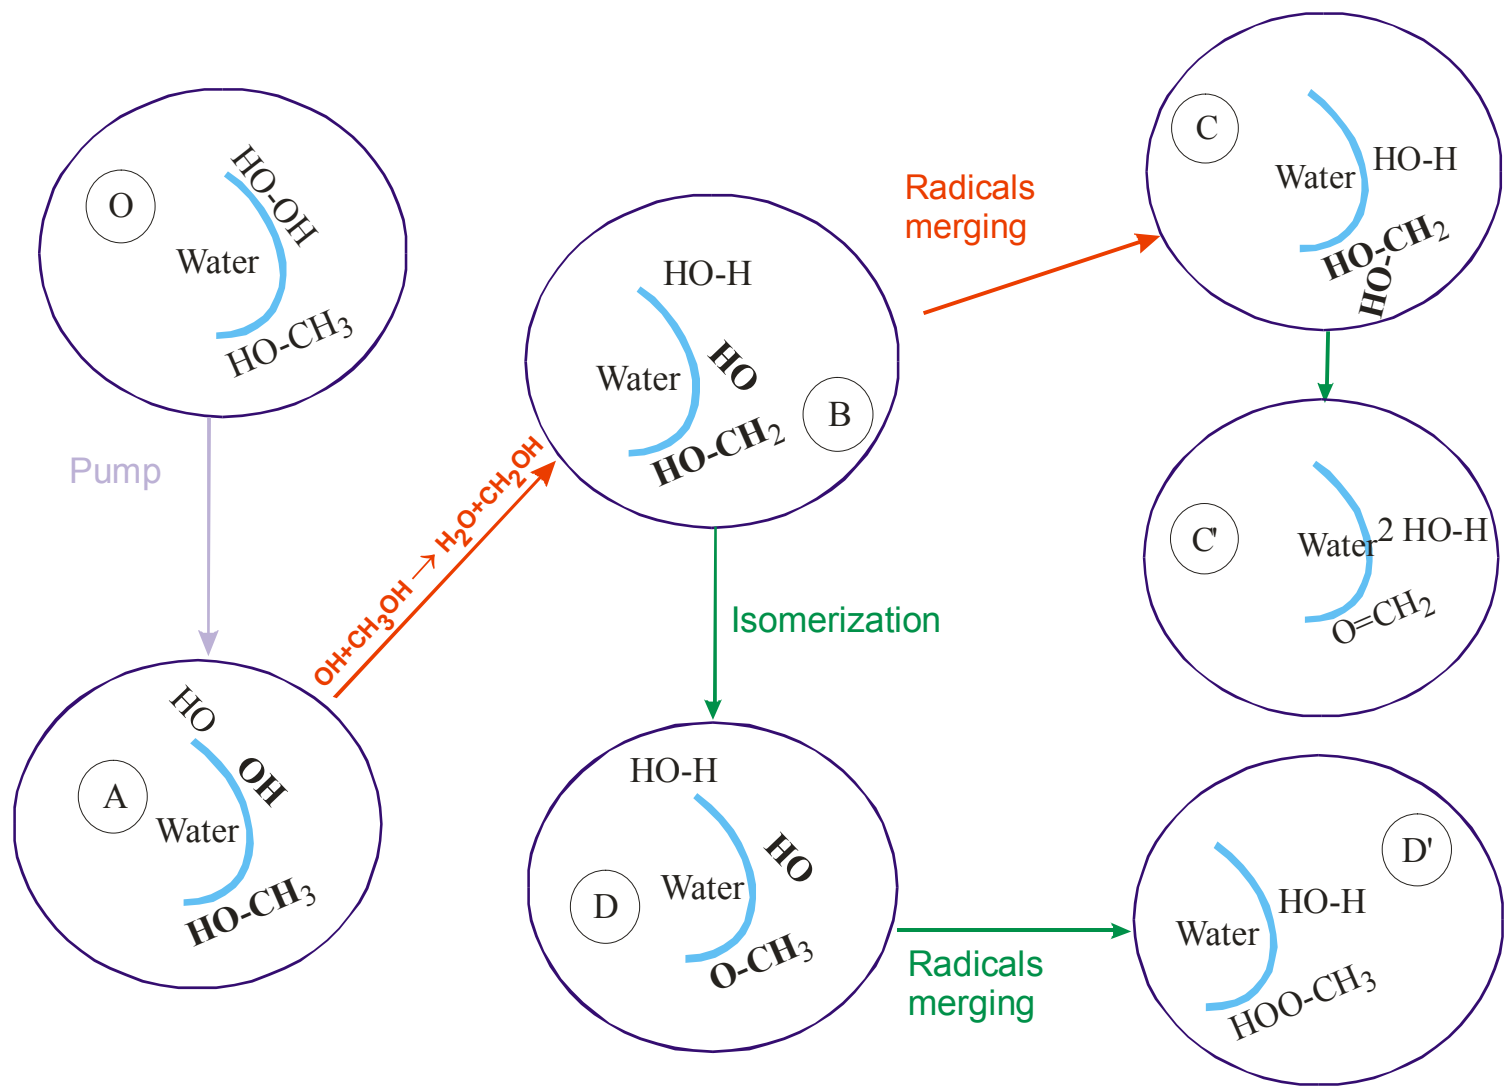 O
HO-OH
Water
HO-CH3
Pump
A
HO
OH
Water
HO-CH3
OH+CH3OH → H2O+CH2OH
HO-H
HO
Water
B
HO-CH2
Isomerization
HO-H
HO
Water
D
O-CH3
Radicals
merging
C
HO-H
Water
HO-CH2
HO-
C'
Water 2 HO-H
O=CH2
Radicals
merging
D'
HO-H
Water
HOO-CH3